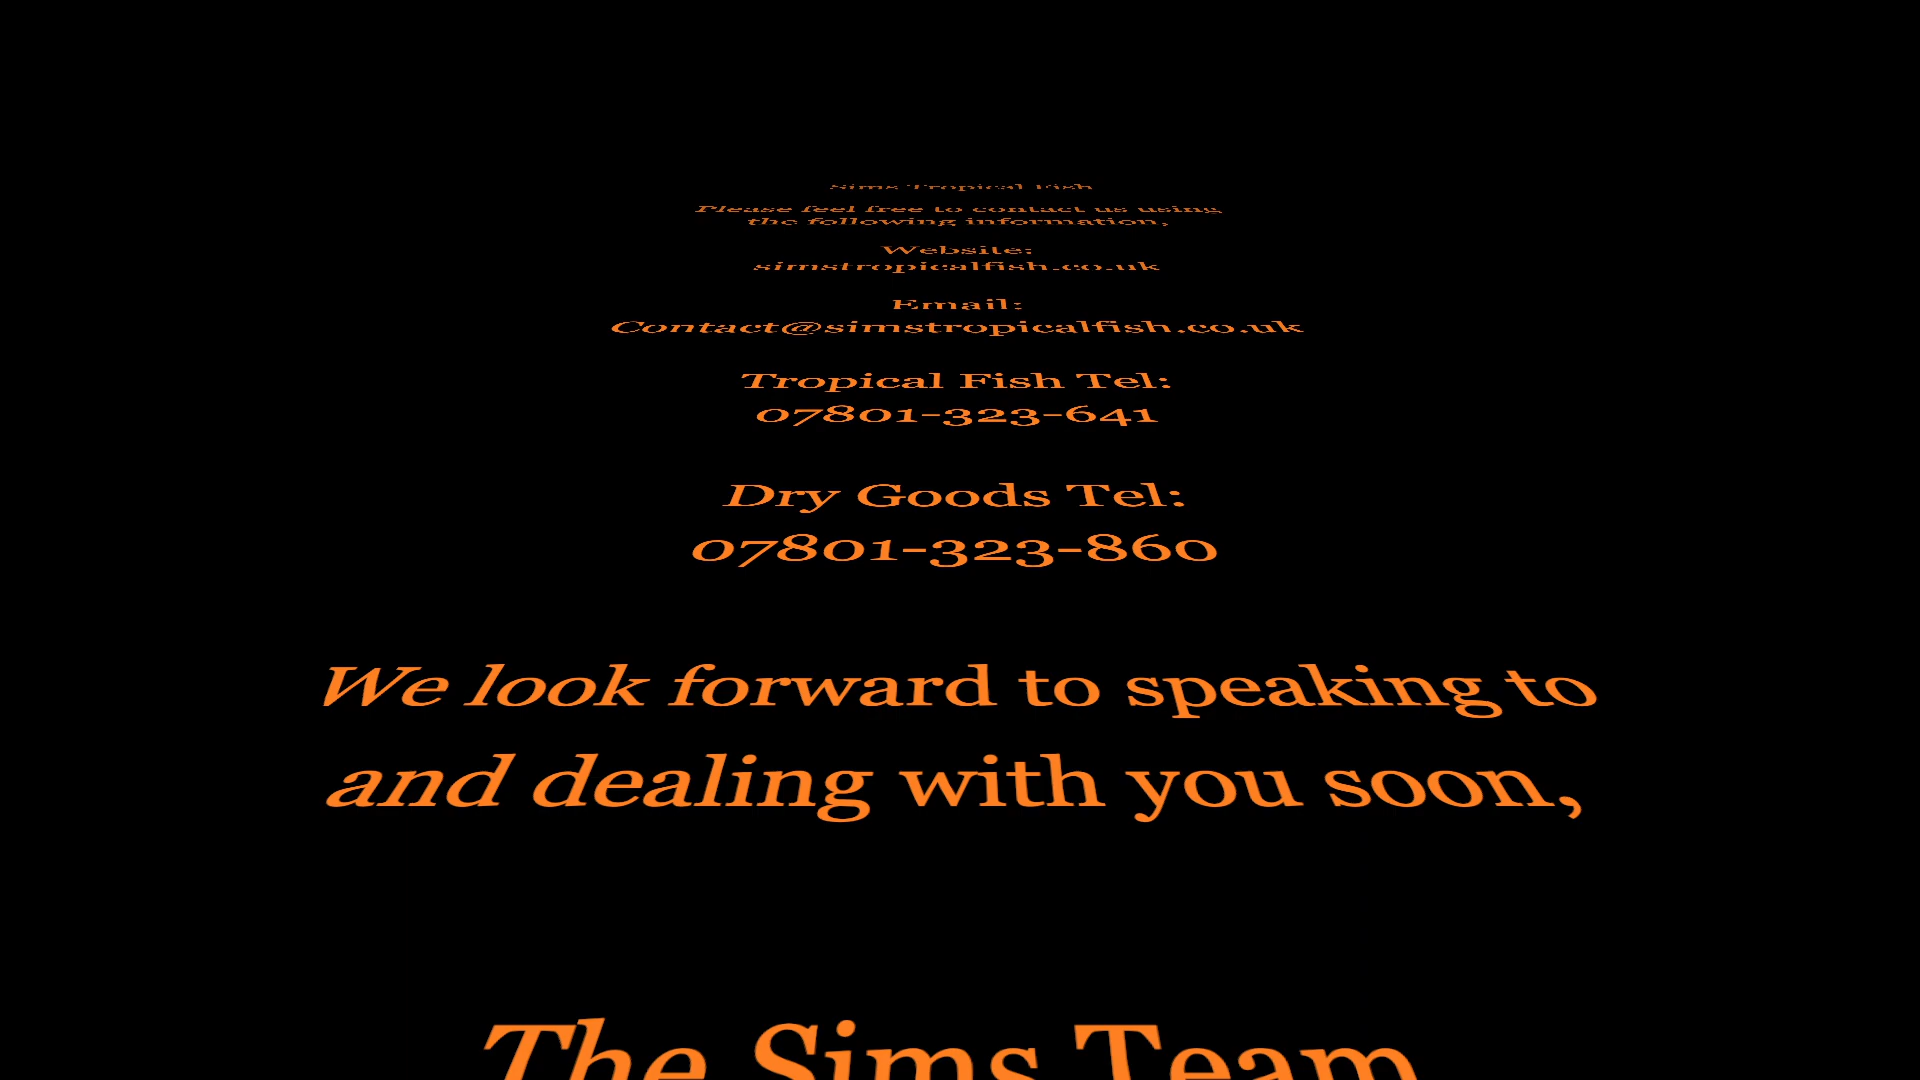 Sims Tropical Fish
Please feel free to contact us using
the following information,
Website:
simstropicalfish.co.uk
Email:
Contact@simstropicalfish.co.uk
Tropical Fish Tel:
07801-323-641
Dry Goods Tel:
07801-323-860
We look forward to speaking to
and dealing with you soon,
The Sims Team